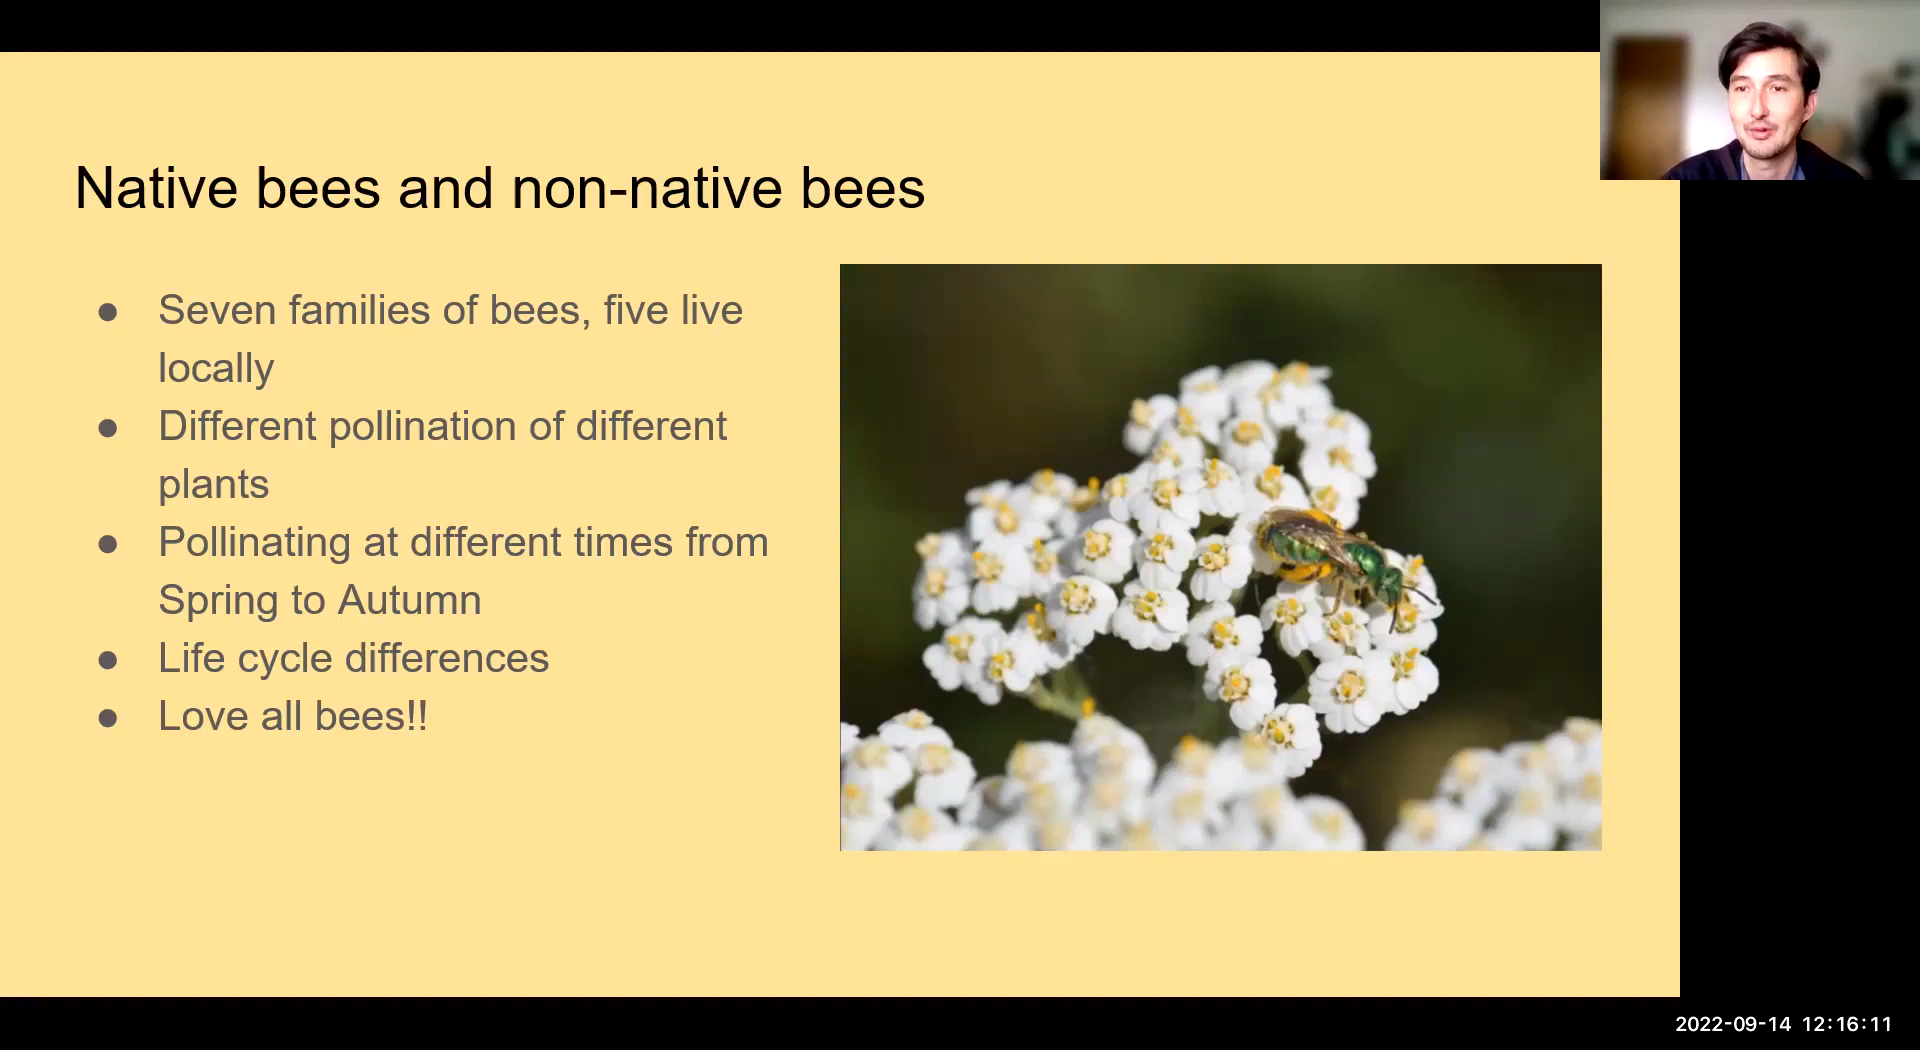 Native bees and non-native bees
● Seven families of bees, five live
locally
● Different pollination of different
plants
● Pollinating at different times from
Spring to Autumn
● Life cycle differences
● Love all bees!!
2022-09-14 12:16:11